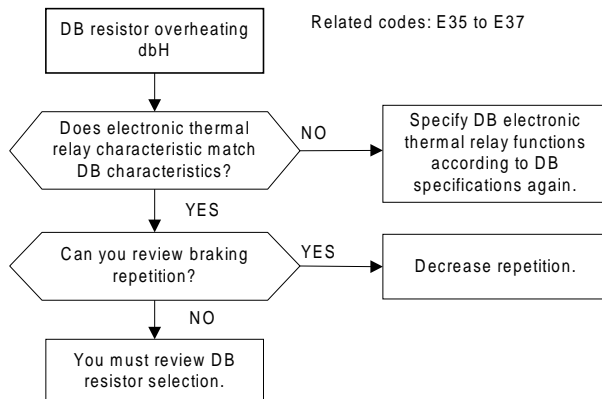 DB resistor overheating
dbH
Related codes: E35 to E37
Does electronic thermal
relay characteristic match
DB characteristics?
NO
Specify DB electronic
thermal relay functions
according to DB
specifications again.
YES
Can you review braking
repetition?
YES
Decrease repetition.
NO
You must review DB
resistor selection.